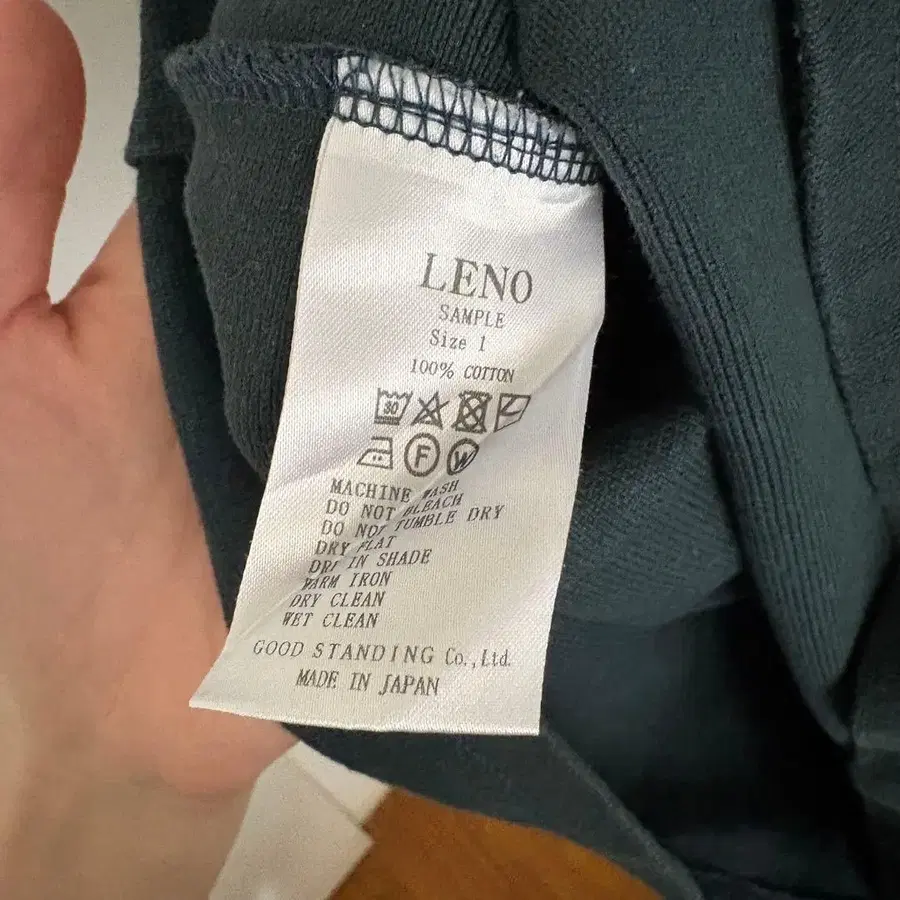 LENO
SAMPLE
Size 1
100% COTTON
30
F W
MACHINE WASH
DO NOT BLEACH
DO NOT TUMBLE DRY
DRY FLAT
DRY IN SHADE
WARM IRON
DRY CLEAN
WET CLEAN
GOOD STANDING Co.,Ltd.
MADE IN JAPAN